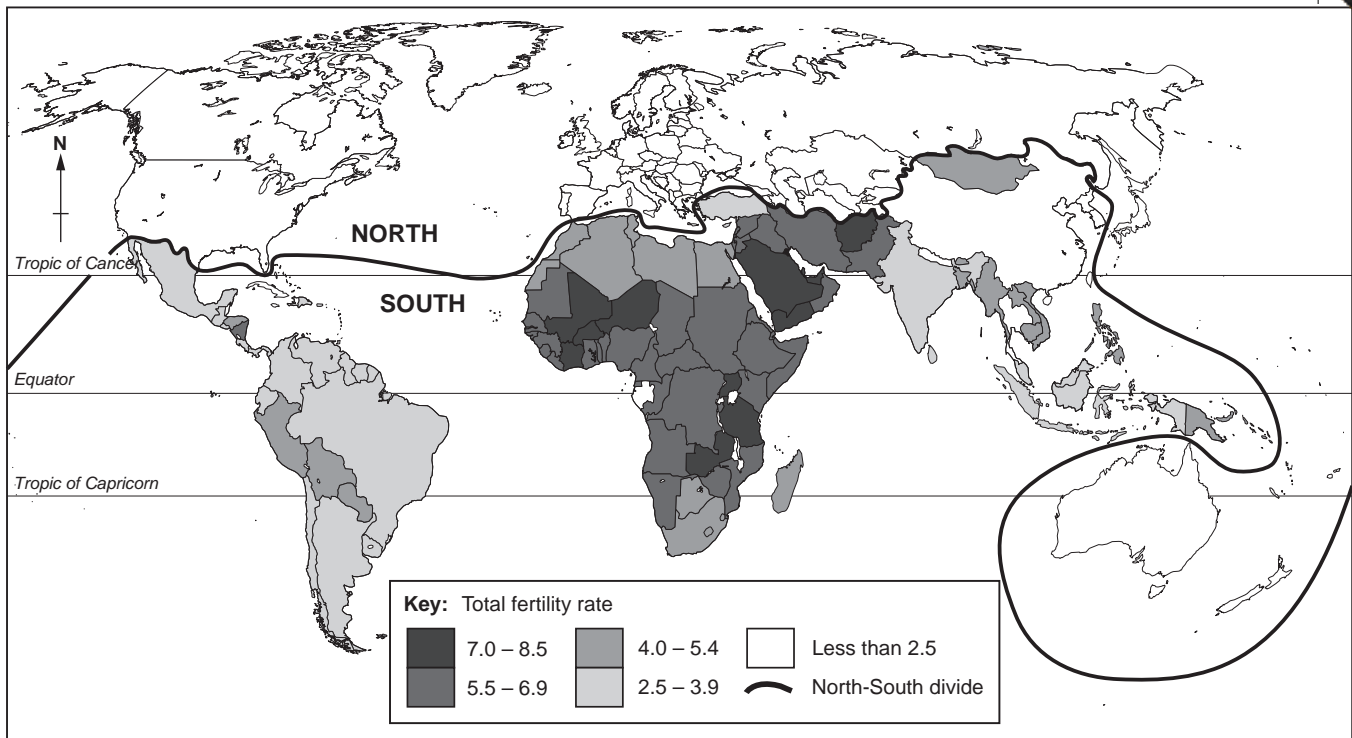 N
NORTH
Tropic of Cancer
SOUTH
Equator
Tropic of Capricorn
Key: Total fertility rate
7.0 – 8.5
4.0 – 5.4
Less than 2.5
5.5 – 6.9
2.5 – 3.9
North-South divide